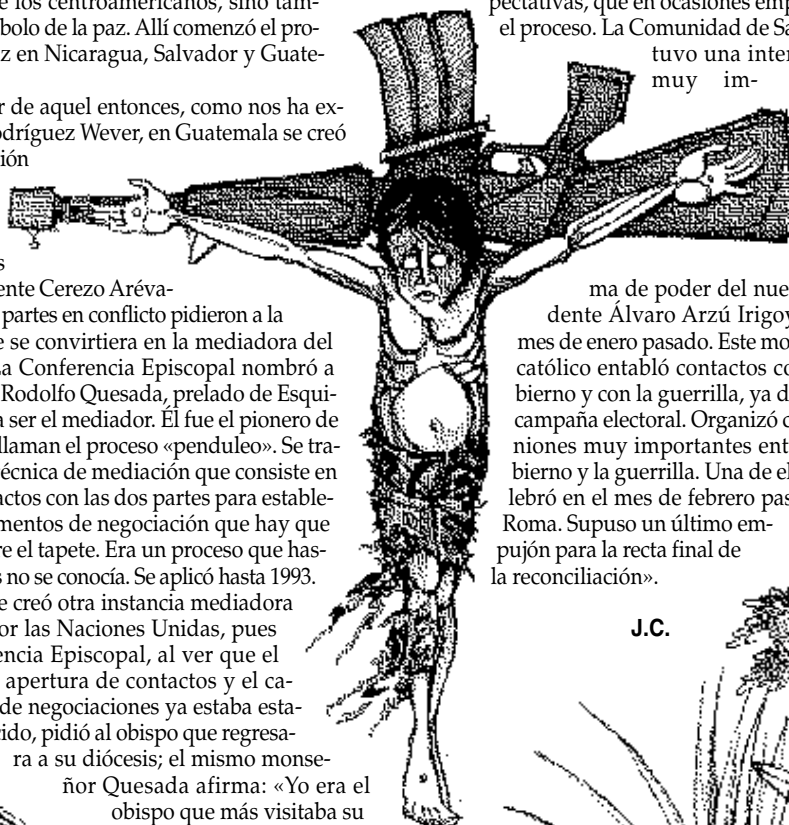 e los centroamericanos, sino tam-
bolo de la paz. Allí comenzó el pro-
z en Nicaragua, Salvador y Guate-
r de aquel entonces, como nos ha ex-
odríguez Wever, en Guatemala se creó
ión
s
ente Cerezo Aréva-
partes en conflicto pidieron a la
e se convirtiera en la mediadora del
La Conferencia Episcopal nombró a
Rodolfo Quesada, prelado de Esqui-
a ser el mediador. Él fue el pionero de
llaman el proceso «penduleo». Se tra-
écnica de mediación que consiste en
actos con las dos partes para estable-
mentos de negociación que hay que
re el tapete. Era un proceso que has-
s no se conocía. Se aplicó hasta 1993.
e creó otra instancia mediadora
or las Naciones Unidas, pues
encia Episcopal, al ver que el
apertura de contactos y el ca-
de negociaciones ya estaba esta-
cido, pidió al obispo que regresa-
ra a su diócesis; el mismo monse-
ñor Quesada afirma: «Yo era el
obispo que más visitaba su
pectativas, que en ocasiones emp
el proceso. La Comunidad de Sa
tuvo una inter
muy im-
ma de poder del nue
dente Álvaro Arzú Irigoy
mes de enero pasado. Este mo
católico entabló contactos co
bierno y con la guerrilla, ya d
campaña electoral. Organizó c
niones muy importantes ent
bierno y la guerrilla. Una de el
lebró en el mes de febrero pas
Roma. Supuso un último em-
pujón para la recta final de
la reconciliación».
J.C.